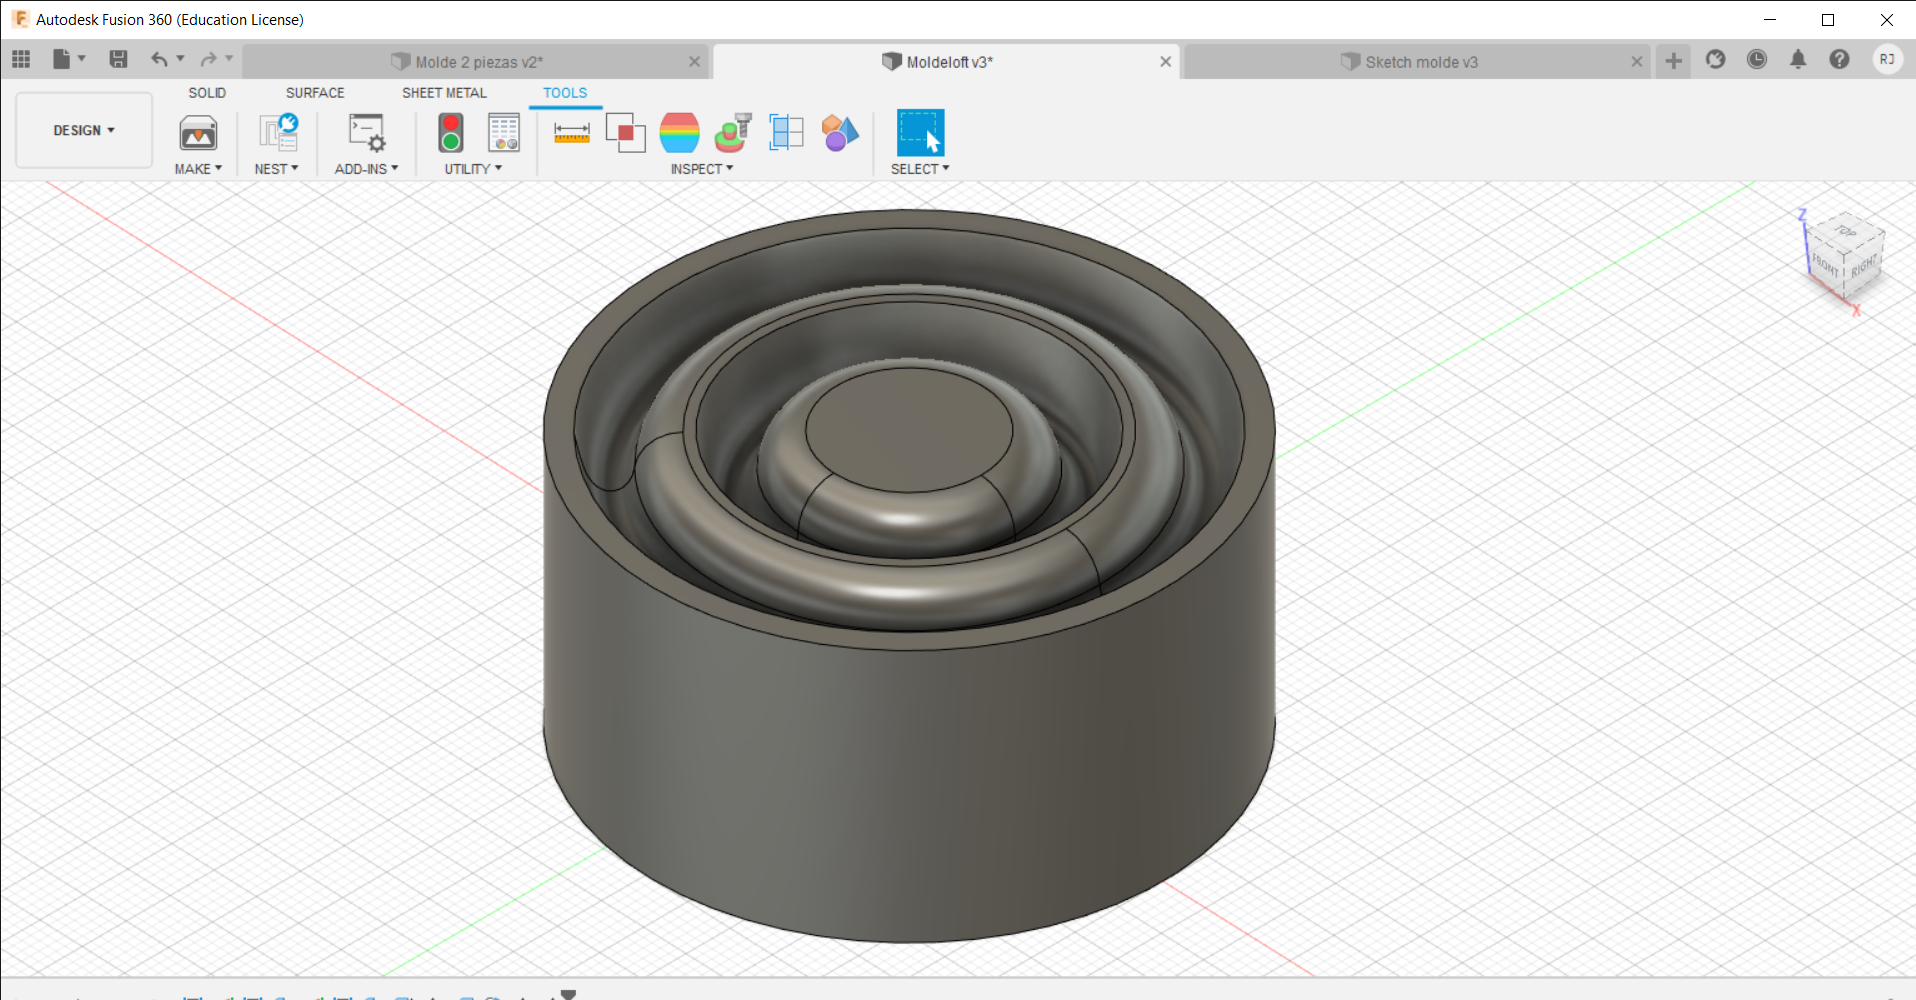 Autodesk Fusion 360 (Education License)
Molde 2 piezas v2*
Moldeloft v3*
Sketch molde v3
RJ
SOLID SURFACE SHEET METAL TOOLS
DESIGN
MAKE NEST ADD-INS UTILITY INSPECT SELECT
Z
TOP
FRONT RIGHT
X